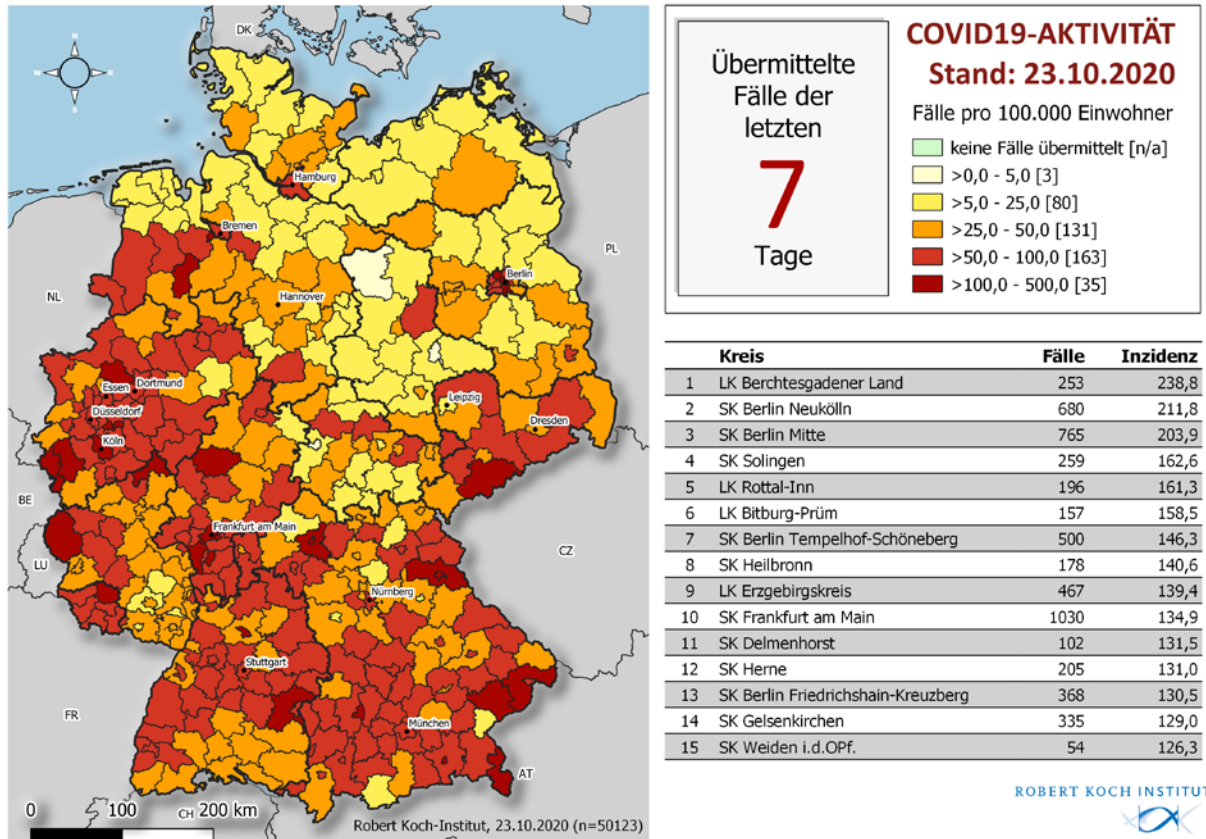 DK
N
W
E
S
Hamburg
Bremen
PL
Berlin
NL
Hannover
Essen
Dortmund
Düsseldorf
Leipzig
Dresden
Köln
BE
Frankfurt am Main
CZ
LU
Nürnberg
Stuttgart
FR
München
AT
0 100 CH 200 km
Robert Koch-Institut, 23.10.2020 (n=50123)
Übermittelte
Fälle der
letzten
7
Tage
COVID19-AKTIVITÄT
Stand: 23.10.2020
Fälle pro 100.000 Einwohner
keine Fälle übermittelt [n/a]
>0,0 - 5,0 [3]
>5,0 - 25,0 [80]
>25,0 - 50,0 [131]
>50,0 - 100,0 [163]
>100,0 - 500,0 [35]
Kreis Fälle Inzidenz
1 LK Berchtesgadener Land 253 238,8
2 SK Berlin Neukölln 680 211,8
3 SK Berlin Mitte 765 203,9
4 SK Solingen 259 162,6
5 LK Rottal-Inn 196 161,3
6 LK Bitburg-Prüm 157 158,5
7 SK Berlin Tempelhof-Schöneberg 500 146,3
8 SK Heilbronn 178 140,6
9 LK Erzgebirgskreis 467 139,4
10 SK Frankfurt am Main 1030 134,9
11 SK Delmenhorst 102 131,5
12 SK Herne 205 131,0
13 SK Berlin Friedrichshain-Kreuzberg 368 130,5
14 SK Gelsenkirchen 335 129,0
15 SK Weiden i.d.OPf. 54 126,3
ROBERT KOCH INSTITUT